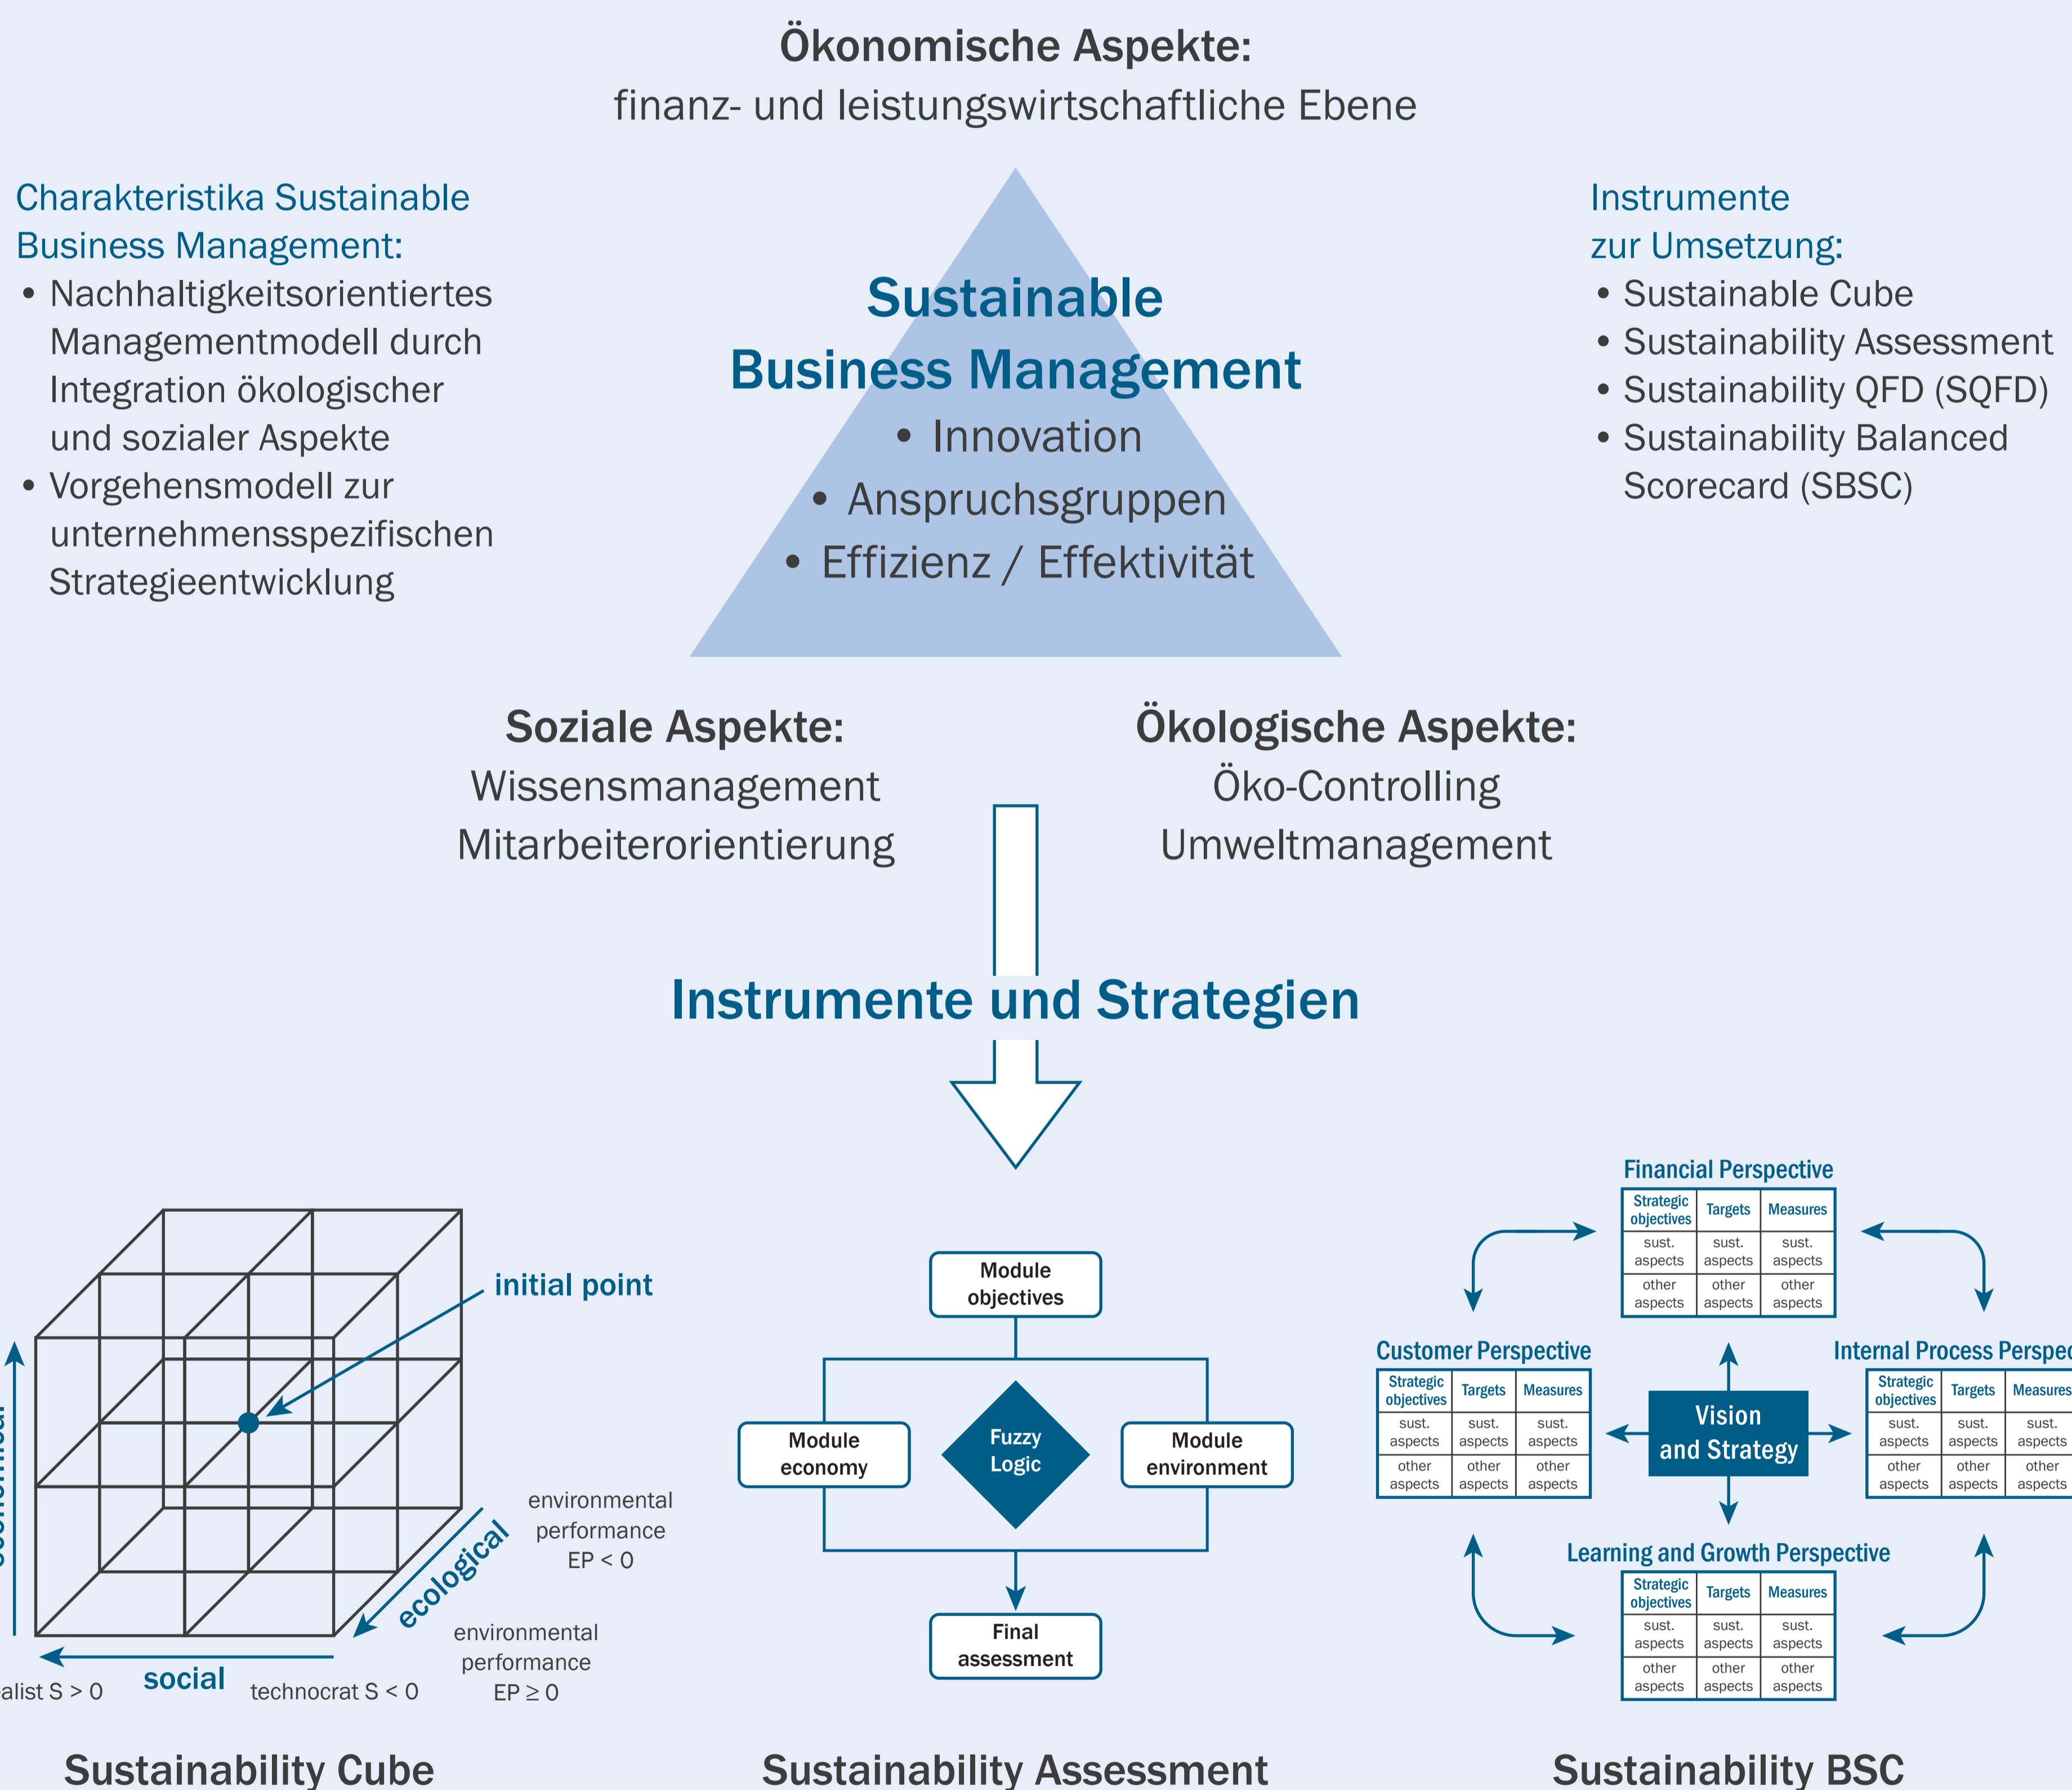 Ökonomische Aspekte:
finanz- und leistungswirtschaftliche Ebene
Charakteristika Sustainable
Business Management:
• Nachhaltigkeitsorientiertes
Managementmodell durch
Integration ökologischer
und sozialer Aspekte
• Vorgehensmodell zur
unternehmensspezifischen
Strategieentwicklung
Sustainable
Business Management
• Innovation
• Anspruchsgruppen
• Effizienz / Effektivität
Instrumente
zur Umsetzung:
• Sustainable Cube
• Sustainability Assessment
• Sustainability QFD (SQFD)
• Sustainability Balanced
Scorecard (SBSC)
Soziale Aspekte:
Wissensmanagement
Mitarbeiterorientierung
Ökologische Aspekte:
Öko-Controlling
Umweltmanagement
Instrumente und Strategien
initial point
ecological
environmental
performance
EP < 0
environmental
performance
EP ≥ 0
social
S > 0
technocrat S < 0
Sustainability Cube
Module
objectives
Module
economy
Fuzzy
Logic
Module
environment
Final
assessment
Sustainability Assessment
Financial Perspective
Strategic objectives Targets Measures
sust. aspects sust. aspects sust. aspects
other aspects other aspects other aspects
Customer Perspective
Strategic objectives Targets Measures
sust. aspects sust. aspects sust. aspects
other aspects other aspects other aspects
Vision
and Strategy
Internal Process
Strategic objectives Targets Measures
sust. aspects sust. aspects sust. aspects
other aspects other aspects other aspects
Learning and Growth Perspective
Strategic objectives Targets Measures
sust. aspects sust. aspects sust. aspects
other aspects other aspects other aspects
Sustainability BSC